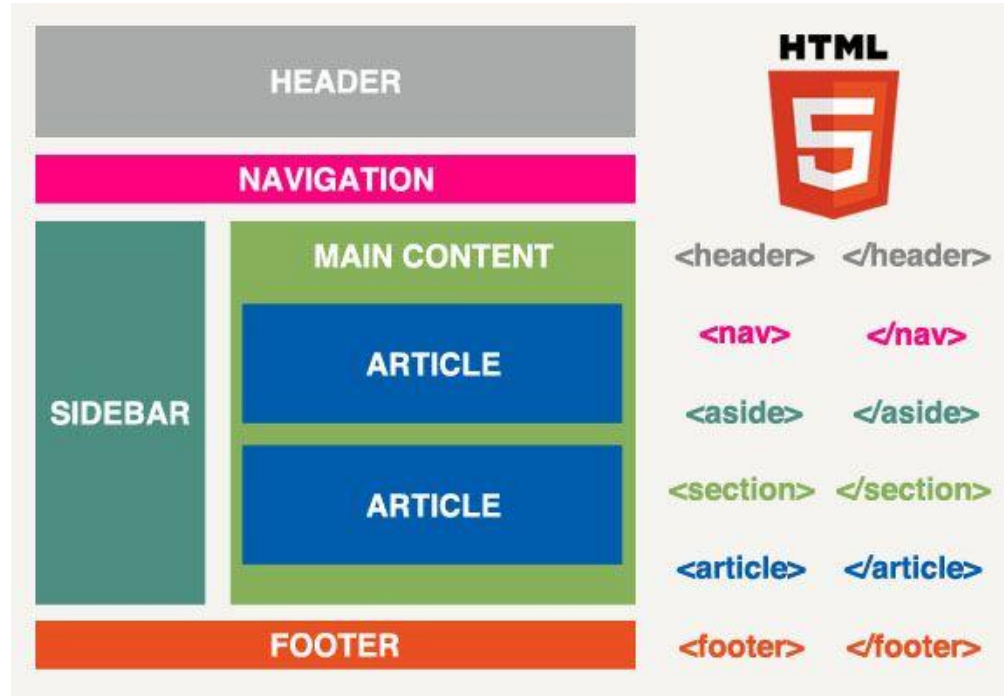 HEADER
NAVIGATION
SIDEBAR
MAIN CONTENT
ARTICLE
ARTICLE
FOOTER
HTML
5
<header> </header>
<nav> </nav>
<aside> </aside>
<section> </section>
<article> </article>
<footer> </footer>